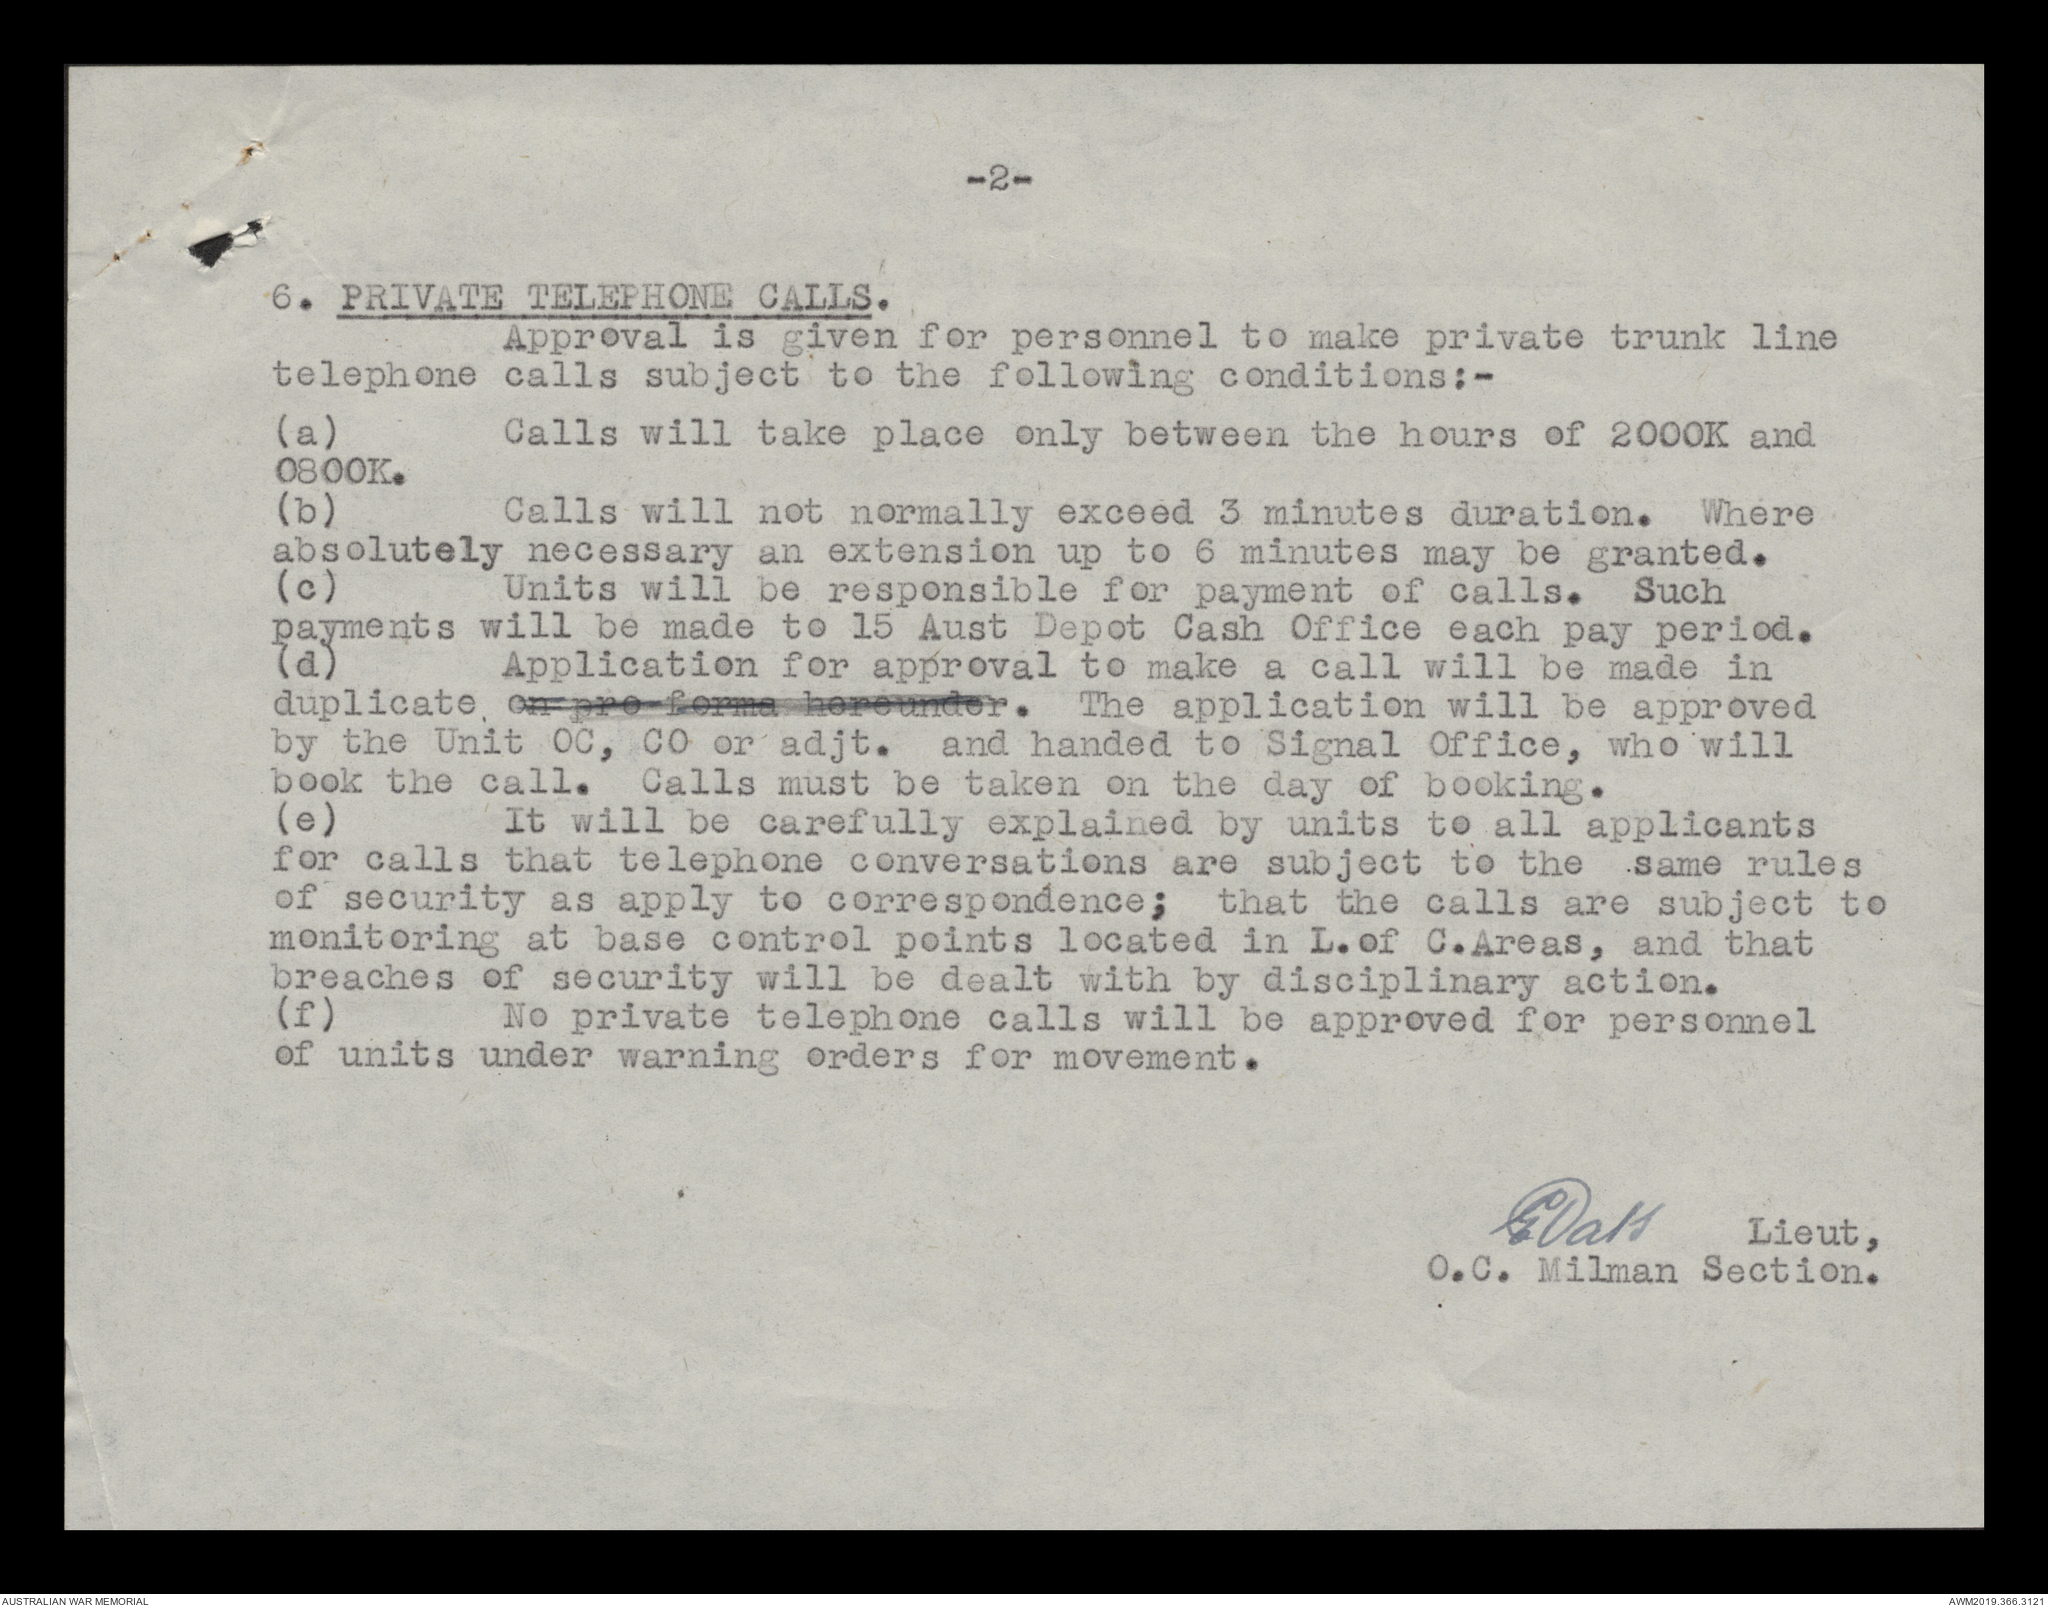 -2-
6. PRIVATE TELEPHONE CALLS.
Approval is given for personnel to make private trunk line
telephone calls subject to the following conditions:-
(a) Calls will take place only between the hours of 2000K and
0800K.
(b) Calls will not normally exceed 3 minutes duration. Where
absolutely necessary an extension up to 6 minutes may be granted.
(c) Units will be responsible for payment of calls. Such
payments will be made to 15 Aust Depot Cash Office each pay period.
(d) Application for approval to make a call will be made in
duplicate on pro forma hereunder. The application will be approved
by the Unit OC, CO or adjt. and handed to Signal Office, who will
book the call. Calls must be taken on the day of booking.
(e) It will be carefully explained by units to all applicants
for calls that telephone conversations are subject to the same rules
of security as apply to correspondence; that the calls are subject to
monitoring at base control points located in L.of C.Areas, and that
breaches of security will be dealt with by disciplinary action.
(f) No private telephone calls will be approved for personnel
of units under warning orders for movement.
Lieut,
O.C. Milman Section.
AUSTRALIAN WAR MEMORIAL
AWM2019.366.3121